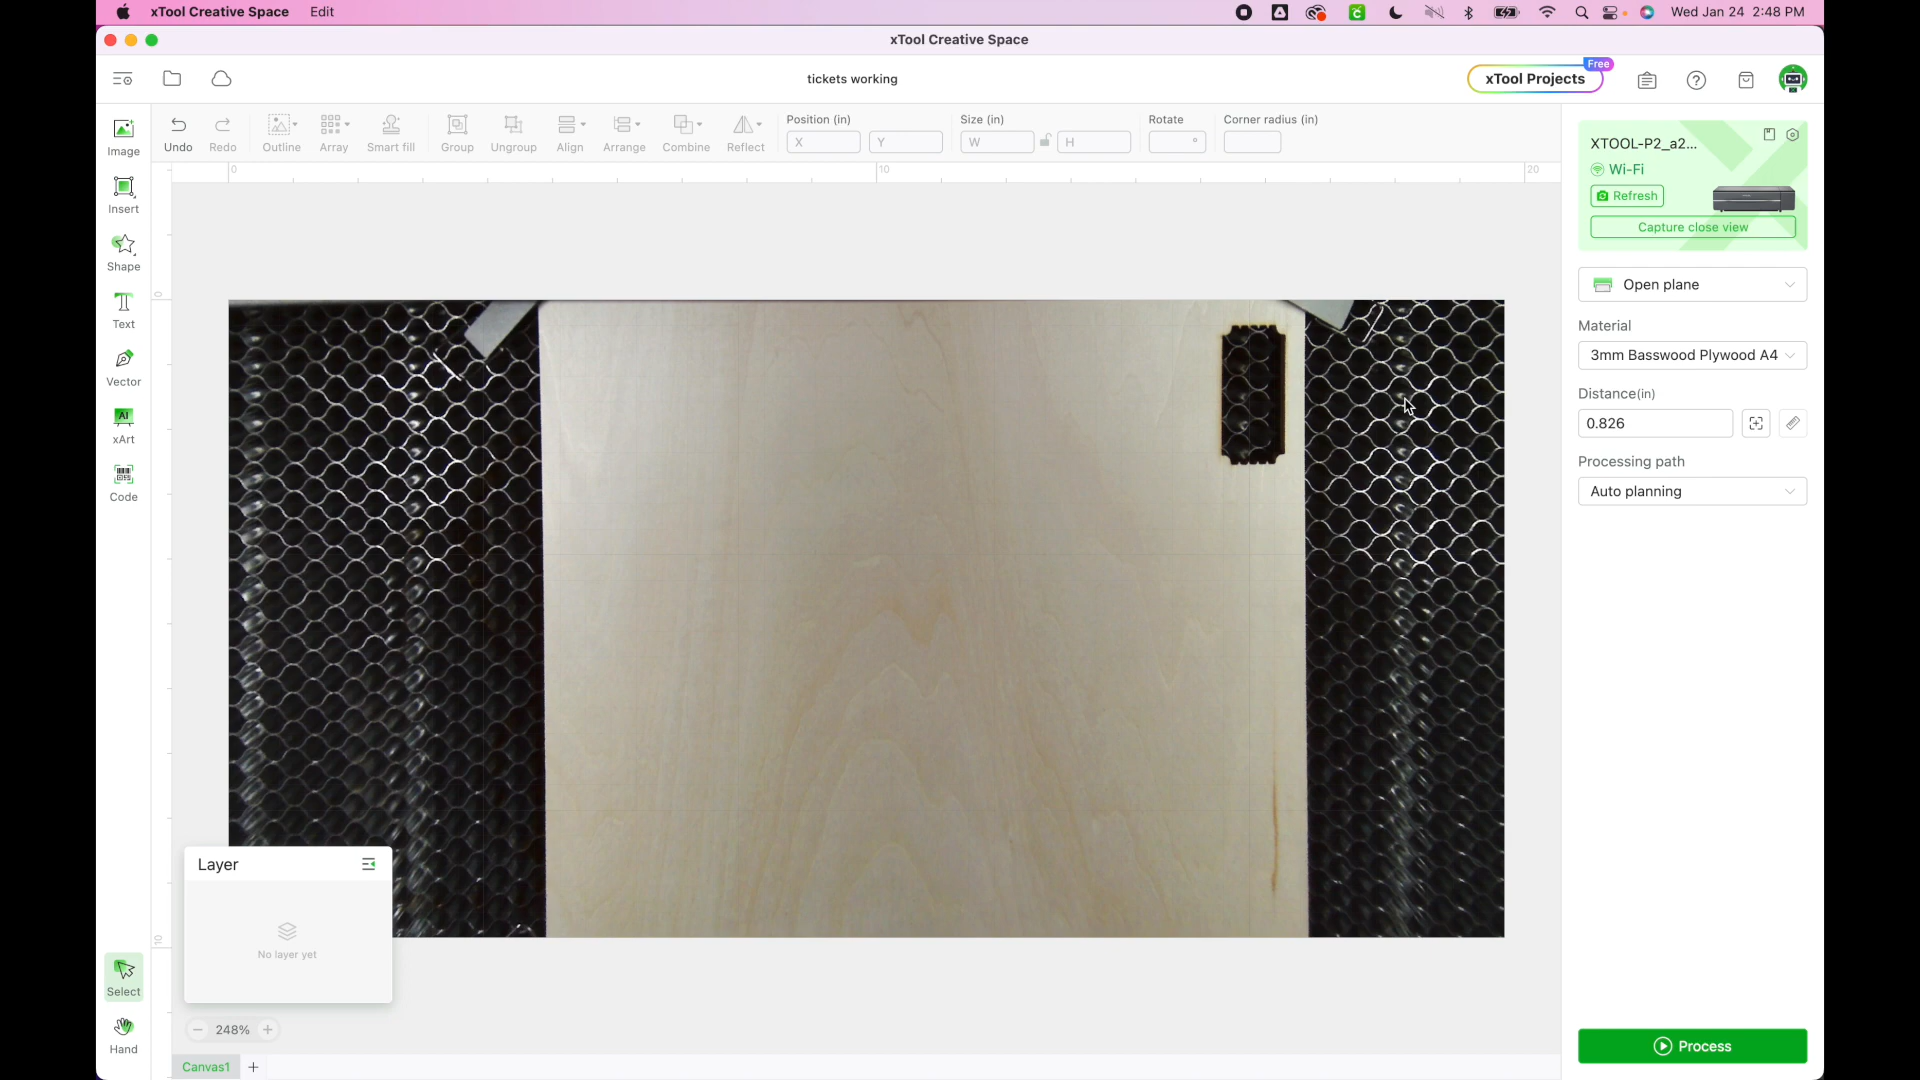 xTool Creative Space Edit Wed Jan 24 2:48 PM
xTool Creative Space
tickets working
xTool Projects
Free
Image
Insert
Shape
Text
Vector
AI
xArt
Code
Select
Hand
Undo
Redo
Outline
Array
Smart fill
Group
Ungroup
Align
Arrange
Combine
Reflect
Position (in)
X
Y
Size (in)
W
H
Rotate
°
Corner radius (in)
0
10
20
0
10
Layer
No layer yet
248%
Canvas1
XTOOL-P2_a2...
Wi-Fi
Refresh
Capture close view
Open plane
Material
3mm Basswood Plywood A4
Distance(in)
0.826
Processing path
Auto planning
Process